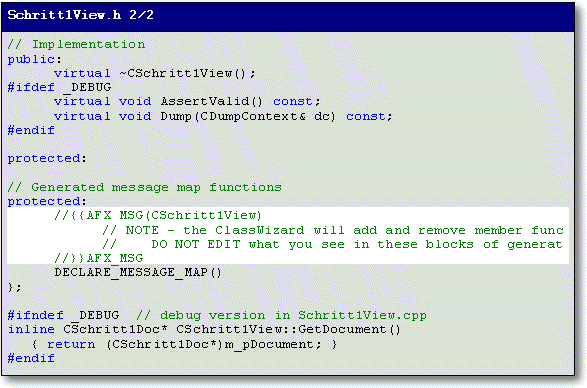 Schritt1View.h 2/2
// Implementation
public:
virtual ~CSchritt1View();
#ifdef _DEBUG
virtual void AssertValid() const;
virtual void Dump(CDumpContext& dc) const;
#endif
protected:
// Generated message map functions
protected:
//{{AFX_MSG(CSchritt1View)
// NOTE - the ClassWizard will add and remove member func
// DO NOT EDIT what you see in these blocks of generat
//}}AFX_MSG
DECLARE_MESSAGE_MAP()
};
#ifndef _DEBUG // debug version in Schritt1View.cpp
inline CSchritt1Doc* CSchritt1View::GetDocument()
{ return (CSchritt1Doc*)m_pDocument; }
#endif